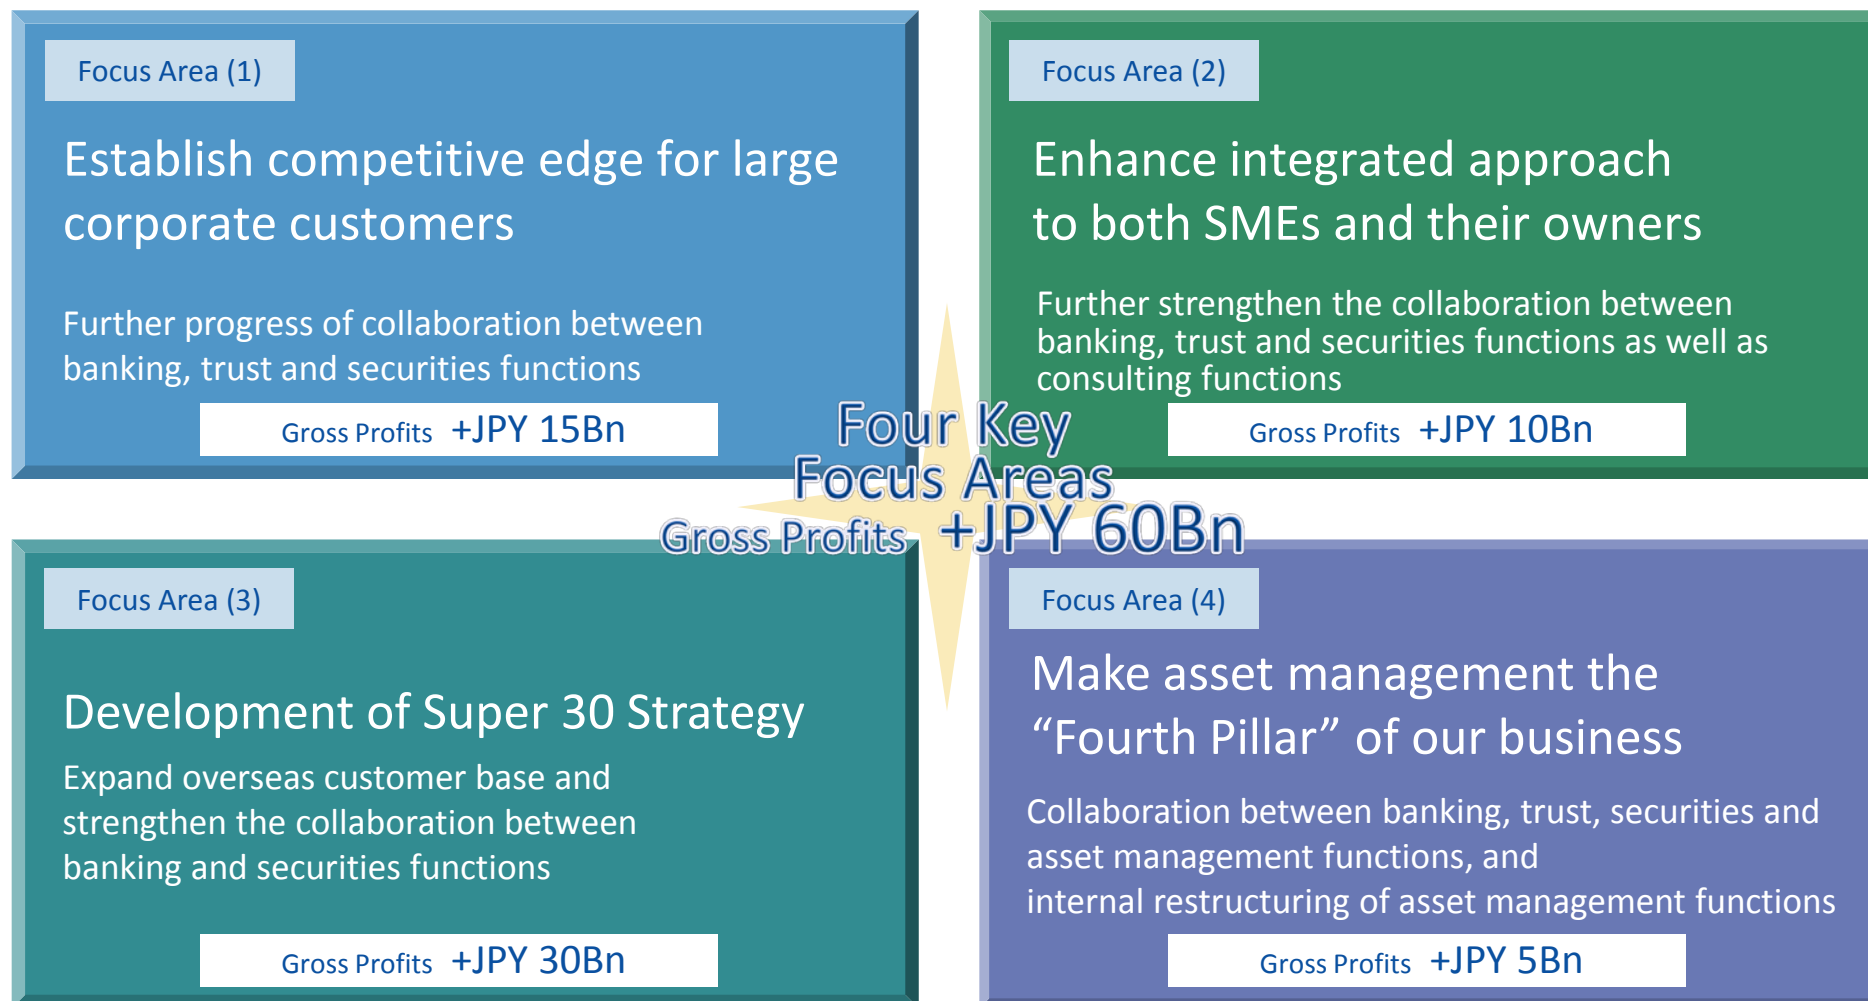 Focus Area (1)
Establish competitive edge for large
corporate customers
Further progress of collaboration between
banking, trust and securities functions
Gross Profits +JPY 15Bn
Focus Area (2)
Enhance integrated approach
to both SMEs and their owners
Further strengthen the collaboration between
banking, trust and securities functions as well as
consulting functions
Gross Profits +JPY 10Bn
Four Key
Focus Areas
Gross Profits +JPY 60Bn
Focus Area (3)
Development of Super 30 Strategy
Expand overseas customer base and
strengthen the collaboration between
banking and securities functions
Gross Profits +JPY 30Bn
Focus Area (4)
Make asset management the
“Fourth Pillar” of our business
Collaboration between banking, trust, securities and
asset management functions, and
internal restructuring of asset management functions
Gross Profits +JPY 5Bn